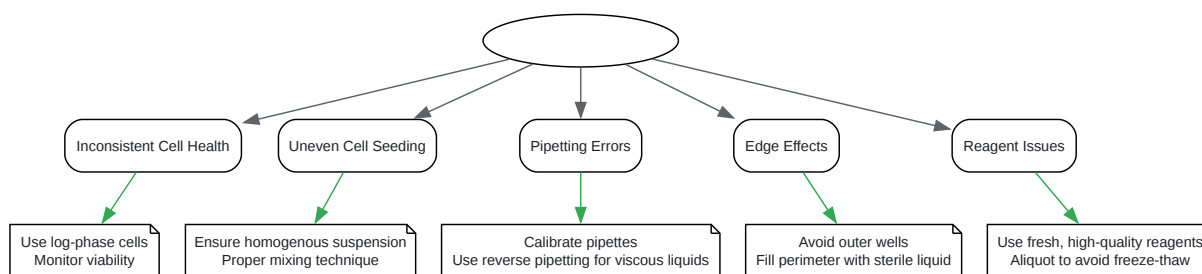 Inconsistent Cell Health
Uneven Cell Seeding
Pipetting Errors
Edge Effects
Reagent Issues
Use log-phase cells
Monitor viability
Ensure homogenous suspension
Proper mixing technique
Calibrate pipettes
Use reverse pipetting for viscous liquids
Avoid outer wells
Fill perimeter with sterile liquid
Use fresh, high-quality reagents
Aliquot to avoid freeze-thaw